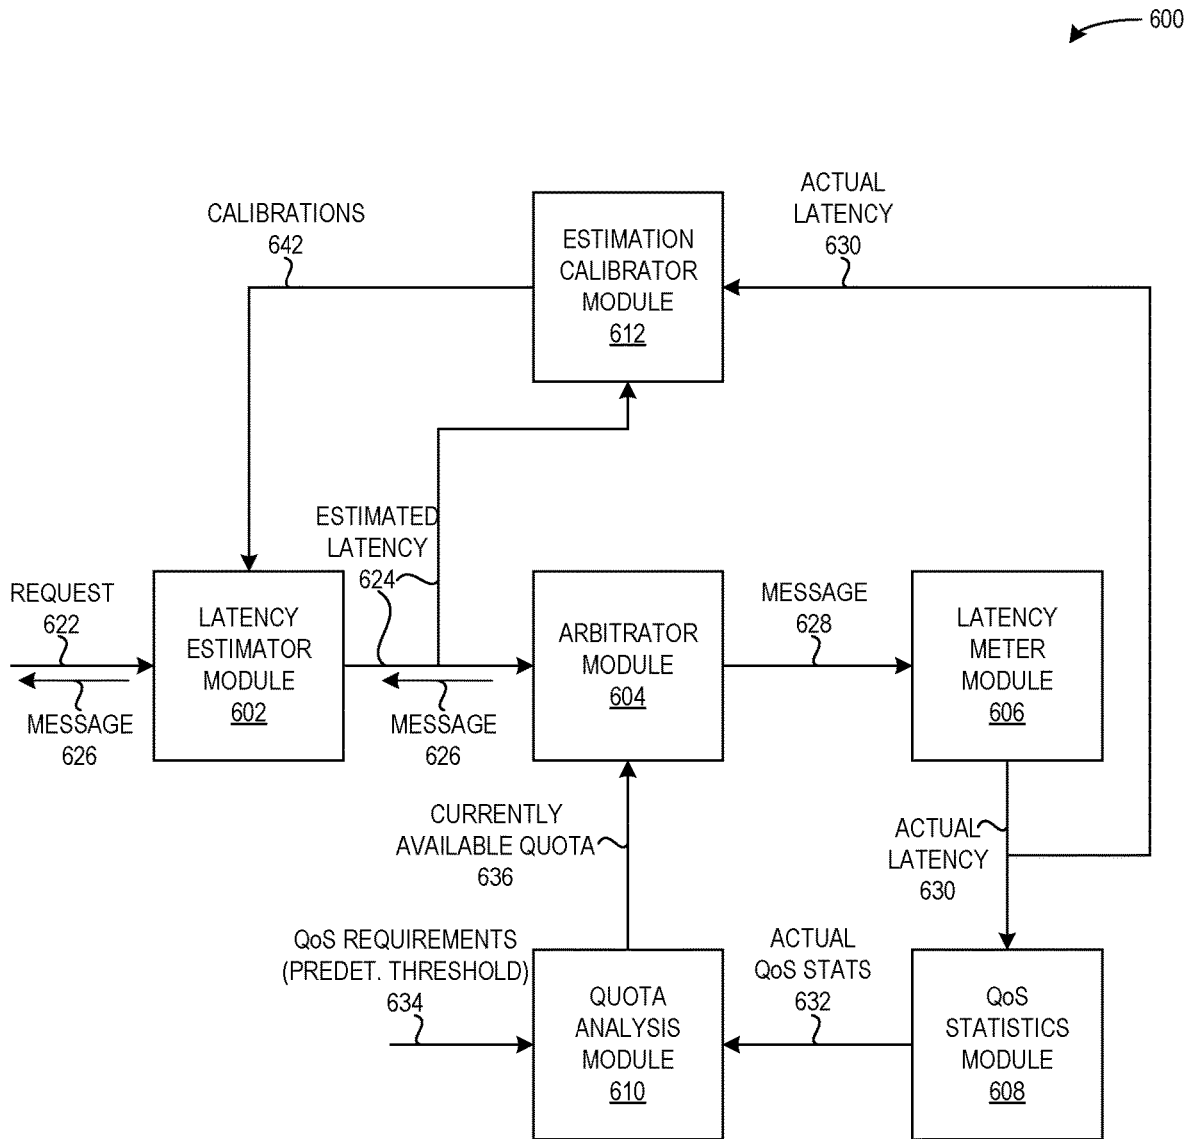 600
CALIBRATIONS
642
ESTIMATION
CALIBRATOR
MODULE
612
ACTUAL
LATENCY
630
ESTIMATED
LATENCY
624
REQUEST
622
MESSAGE
626
LATENCY
ESTIMATOR
MODULE
602
MESSAGE
626
ARBITRATOR
MODULE
604
MESSAGE
628
LATENCY
METER
MODULE
606
CURRENTLY
AVAILABLE QUOTA
636
ACTUAL
LATENCY
630
QoS REQUIREMENTS
(PREDET. THRESHOLD)
634
QUOTA
ANALYSIS
MODULE
610
ACTUAL
QoS STATS
632
QoS
STATISTICS
MODULE
608